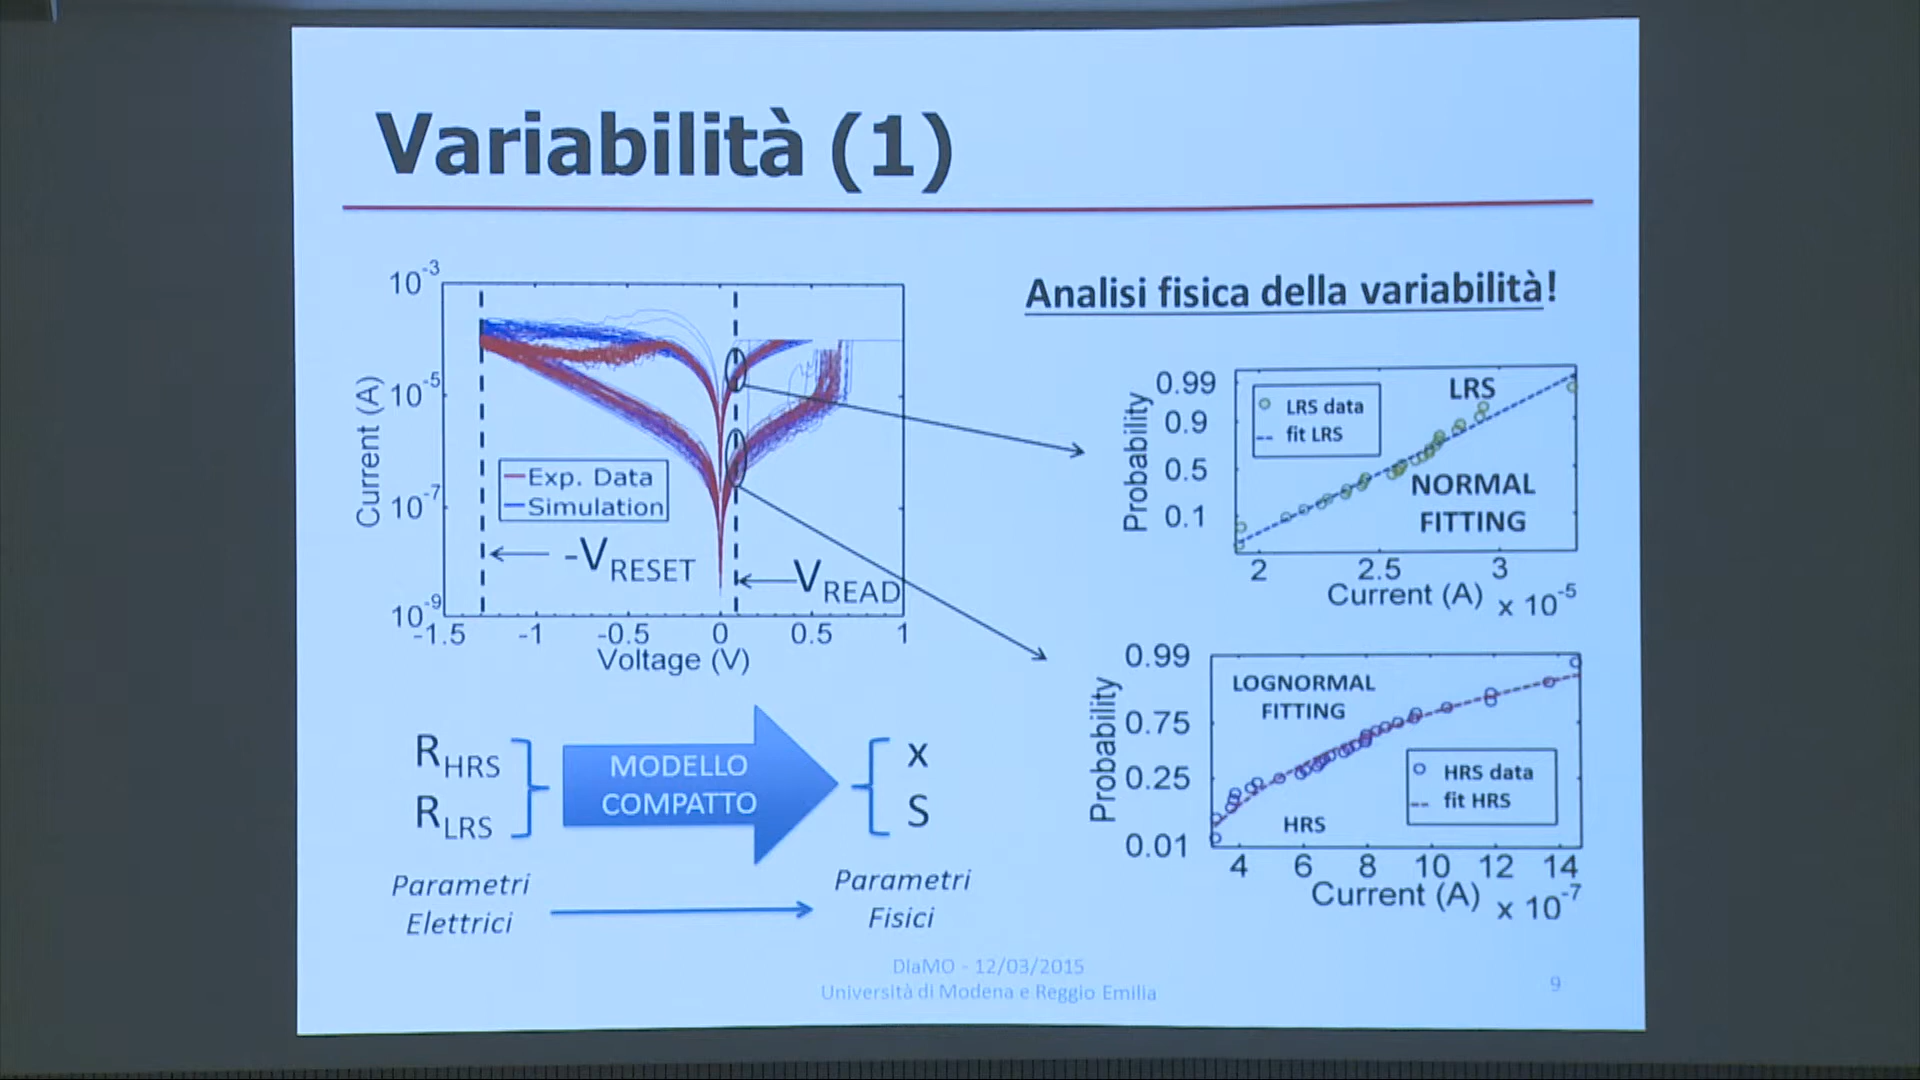 Variabilità (1)
Analisi fisica della variabilità!
10-3
10-5
10-7
10-9
Current (A)
Exp. Data
Simulation
-VRESET
VREAD
-1.5 -1 -0.5 0 0.5 1
Voltage (V)
Probability
0.99
0.9
0.5
0.1
LRS data
fit LRS
LRS
NORMAL
FITTING
2 2.5 3
Current (A) x 10-5
Probability
0.99
0.75
0.25
0.01
LOGNORMAL
FITTING
HRS data
fit HRS
HRS
4 6 8 10 12 14
Current (A) x 10-7
RHRS
RLRS
MODELLO
COMPATTO
x
S
Parametri
Elettrici
Parametri
Fisici
DIaMO - 12/03/2015
Università di Modena e Reggio Emilia
9